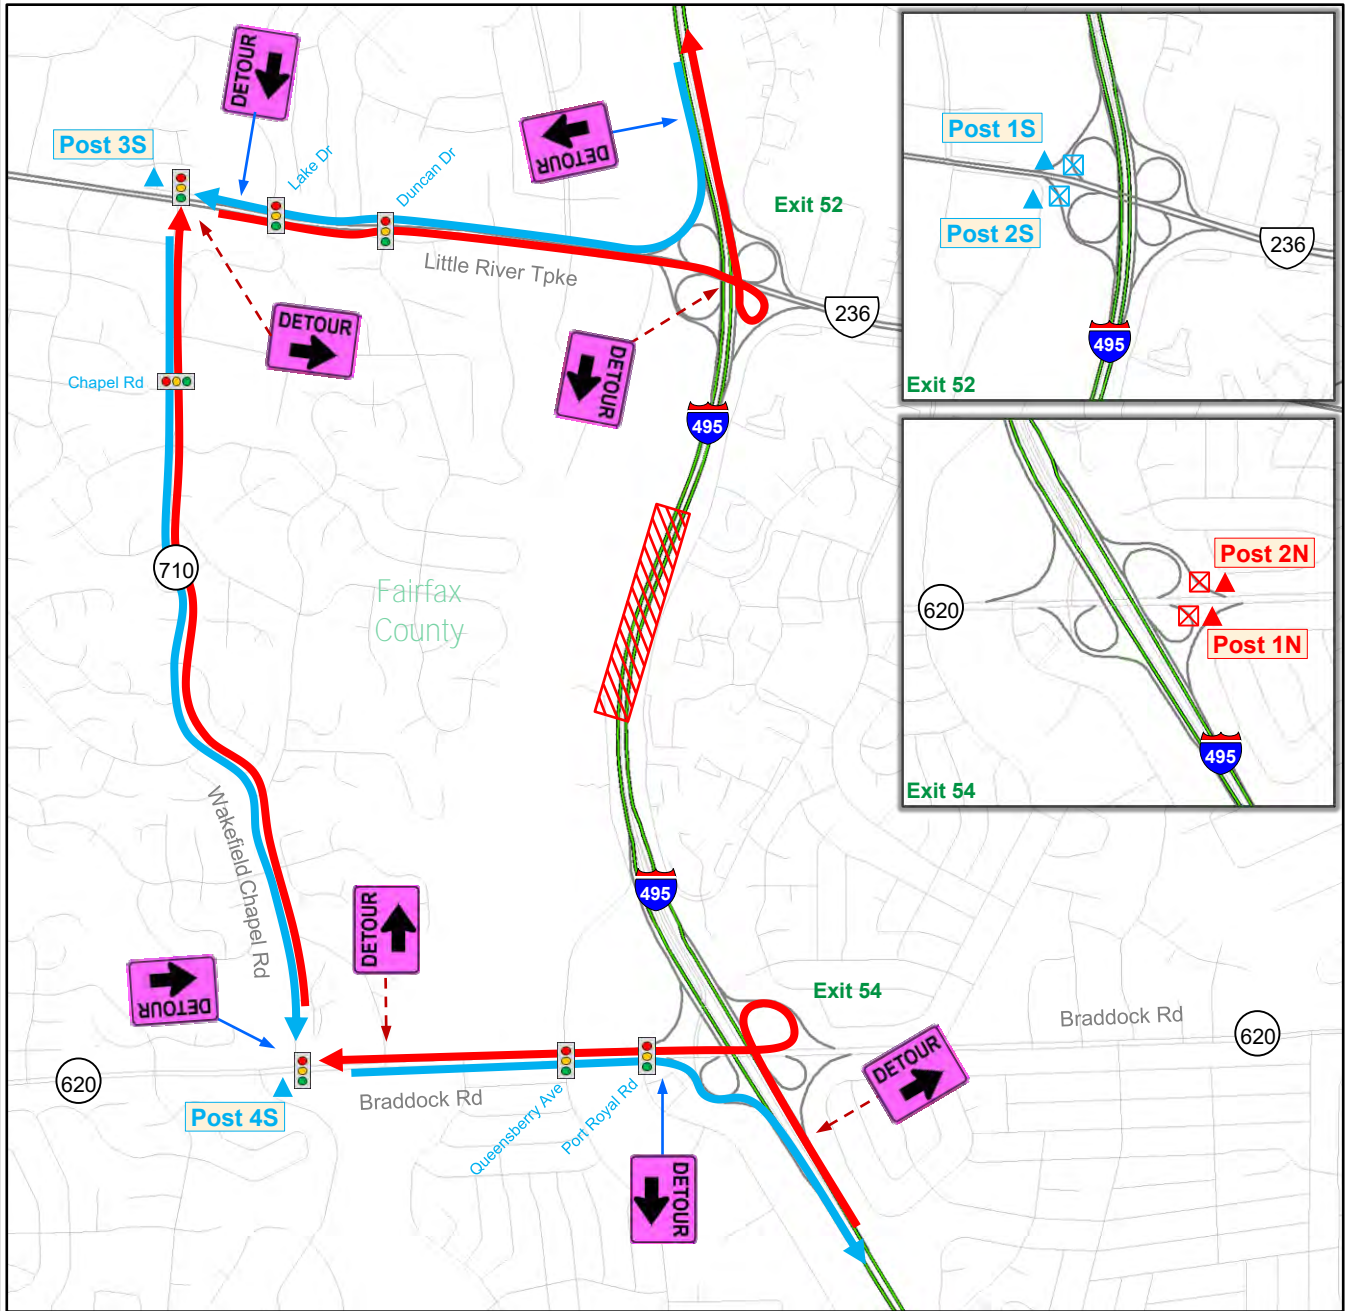 DETOUR
Post 3S
Lake Dr
Duncan Dr
DETOUR
Exit 52
Little River Tpke
236
DETOUR
DETOUR
Chapel Rd
495
710
Fairfax
County
Wakefield Chapel Rd
495
DETOUR
DETOUR
Exit 54
Braddock Rd
620
DETOUR
620
Post 4S
Braddock Rd
Queensberry Ave
Port Royal Rd
DETOUR
Post 1S
Post 2S
236
495
Exit 52
Post 2N
620
Post 1N
495
Exit 54